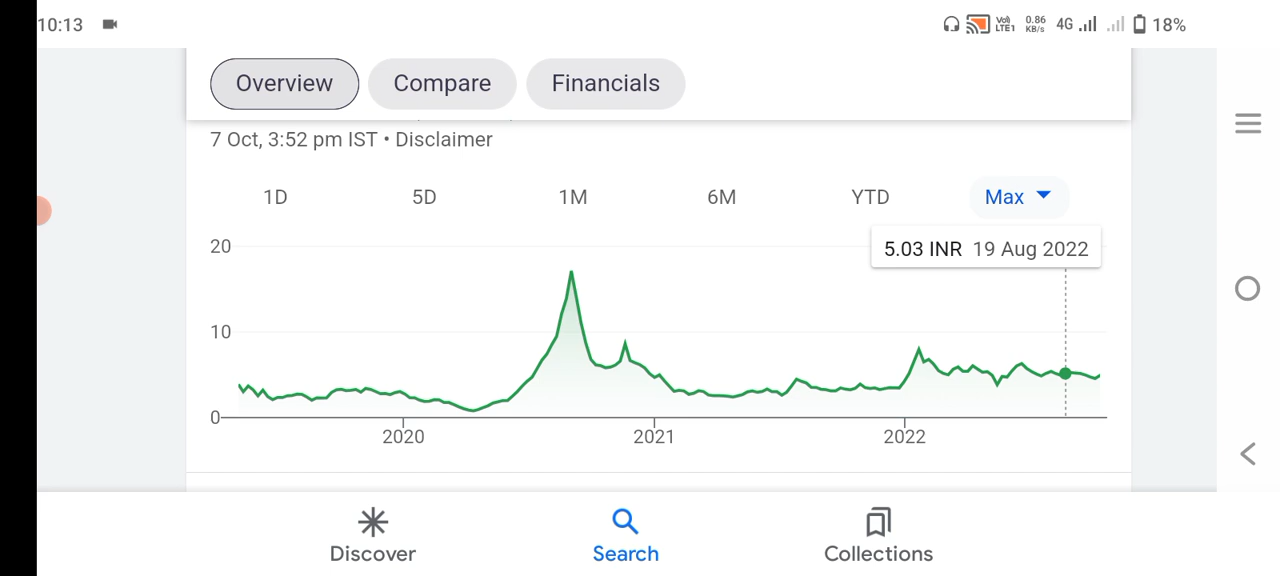 10:13 Vo) LTE1 0.86 KB/s 4G 18%
Overview Compare Financials
7 Oct, 3:52 pm IST • Disclaimer
1D 5D 1M 6M YTD Max
20
5.03 INR 19 Aug 2022
10
0
2020 2021 2022
Discover Search Collections